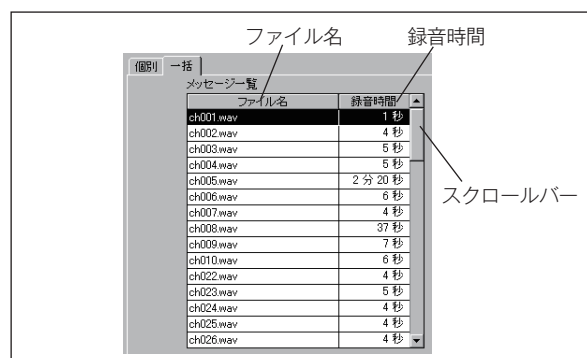 ファイル名 録音時間
個別 一括
メッセージ一覧
ファイル名 録音時間
ch001.wav 1 秒
ch002.wav 4 秒
ch003.wav 5 秒
ch004.wav 5 秒
ch005.wav 2 分 20 秒
ch006.wav 6 秒
スクロールバー
ch007.wav 4 秒
ch008.wav 37 秒
ch009.wav 7 秒
ch010.wav 6 秒
ch022.wav 4 秒
ch023.wav 5 秒
ch024.wav 4 秒
ch025.wav 4 秒
ch026.wav 4 秒